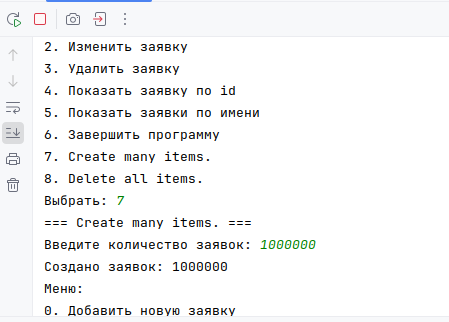 2. Изменить заявку
3. Удалить заявку
4. Показать заявку по id
5. Показать заявки по имени
6. Завершить программу
7. Create many items.
8. Delete all items.
Выбрать: 7
=== Create many items. ===
Введите количество заявок: 1000000
Создано заявок: 1000000
Меню:
0. Добавить новую заявку